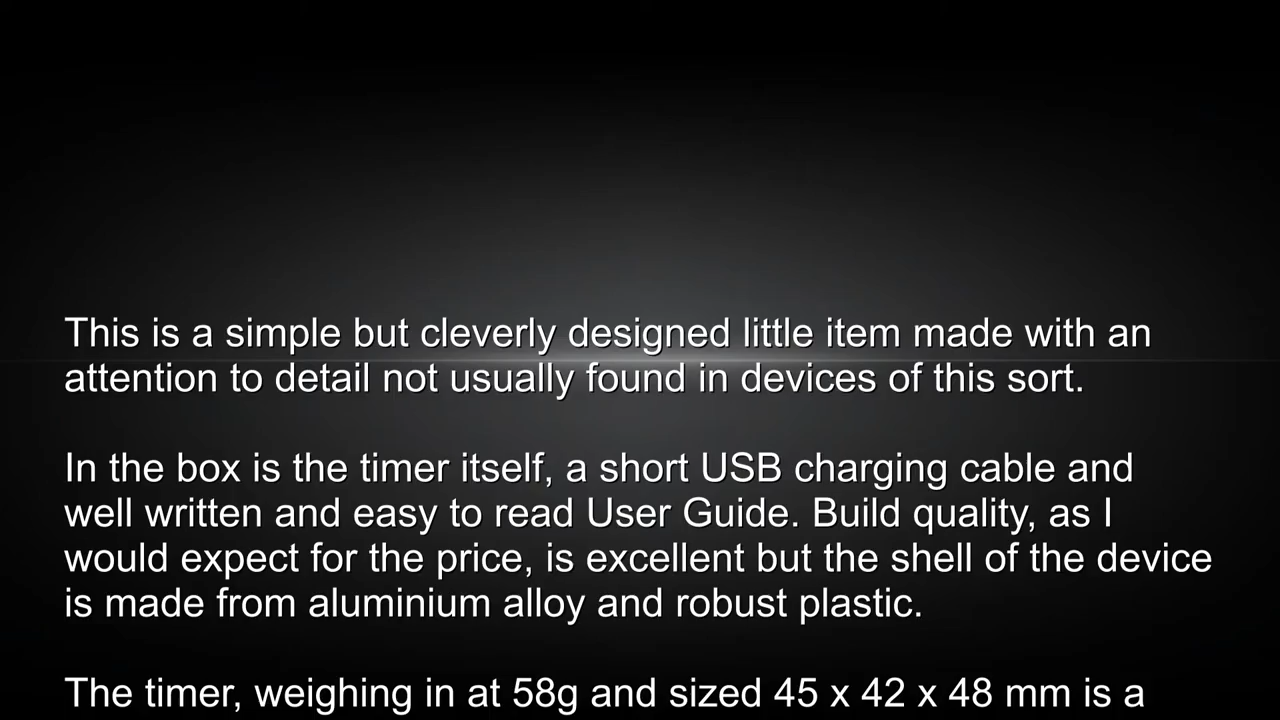 This is a simple but cleverly designed little item made with an
attention to detail not usually found in devices of this sort.
In the box is the timer itself, a short USB charging cable and
well written and easy to read User Guide. Build quality, as I
would expect for the price, is excellent but the shell of the device
is made from aluminium alloy and robust plastic.
The timer, weighing in at 58g and sized 45 x 42 x 48 mm is a